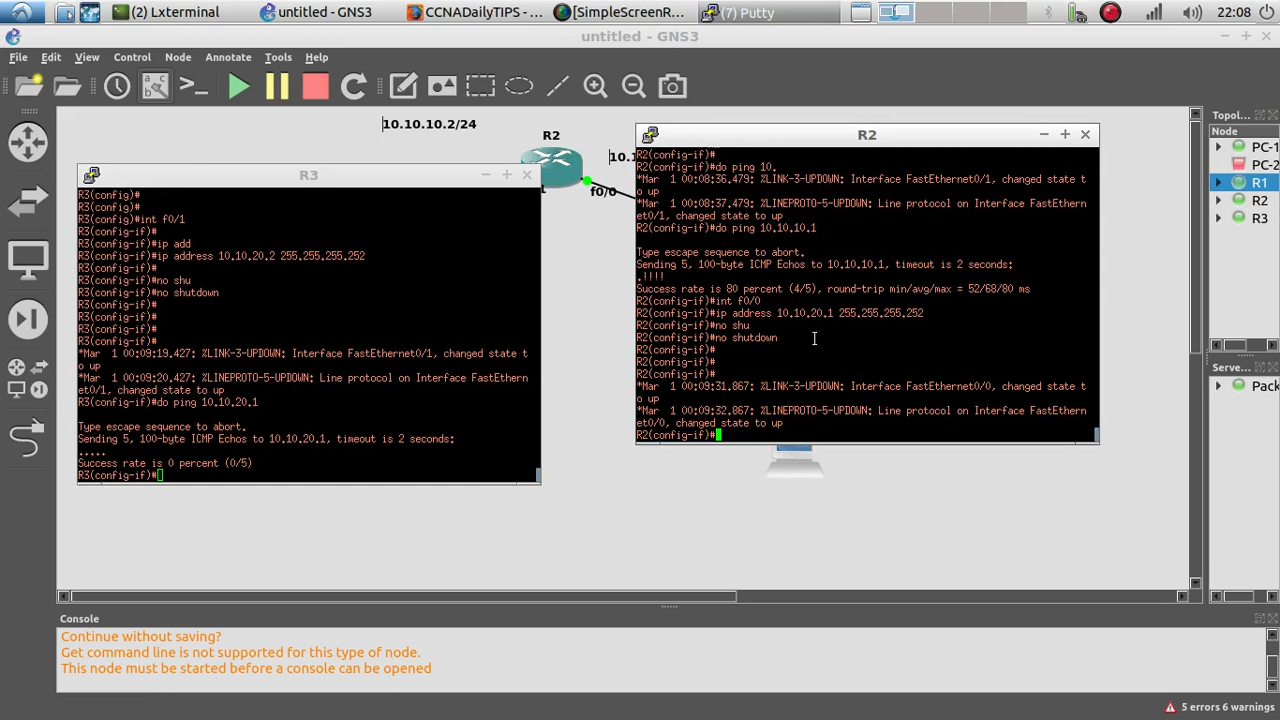 (2) Lxterminal
untitled - GNS3
CCNADailyTIPS - ...
[SimpleScreenR...
(7) Putty
22:08
untitled - GNS3
File Edit View Control Node Annotate Tools Help
10.10.10.2/24
R2
10.1
f0/0
R3
R3(config)#
R3(config)#
R3(config)#int f0/1
R3(config-if)#
R3(config-if)#ip add
R3(config-if)#ip address 10.10.20.2 255.255.255.252
R3(config-if)#
R3(config-if)#no shu
R3(config-if)#no shutdown
R3(config-if)#
R3(config-if)#
R3(config-if)#
R3(config-if)#
*Mar  1 00:09:19.427: %LINK-3-UPDOWN: Interface FastEthernet0/1, changed state t
o up
*Mar  1 00:09:20.427: %LINEPROTO-5-UPDOWN: Line protocol on Interface FastEthern
et0/1, changed state to up
R3(config-if)#do ping 10.10.20.1
Type escape sequence to abort.
Sending 5, 100-byte ICMP Echos to 10.10.20.1, timeout is 2 seconds:
.....
Success rate is 0 percent (0/5)
R3(config-if)#
R2
R2(config-if)#
R2(config-if)#do ping 10.
*Mar  1 00:08:36.479: %LINK-3-UPDOWN: Interface FastEthernet0/1, changed state t
o up
*Mar  1 00:08:37.479: %LINEPROTO-5-UPDOWN: Line protocol on Interface FastEthern
et0/1, changed state to up
R2(config-if)#do ping 10.10.10.1
Type escape sequence to abort.
Sending 5, 100-byte ICMP Echos to 10.10.10.1, timeout is 2 seconds:
.!!!!
Success rate is 80 percent (4/5), round-trip min/avg/max = 52/68/80 ms
R2(config-if)#int f0/0
R2(config-if)#ip address 10.10.20.1 255.255.255.252
R2(config-if)#no shu
R2(config-if)#no shutdown
R2(config-if)#
R2(config-if)#
R2(config-if)#
*Mar  1 00:09:31.867: %LINK-3-UPDOWN: Interface FastEthernet0/0, changed state t
o up
*Mar  1 00:09:32.867: %LINEPROTO-5-UPDOWN: Line protocol on Interface FastEthern
et0/0, changed state to up
R2(config-if)#
Topol...
Node
PC-1
PC-2
R1
R2
R3
Serve...
Pack
Console
Continue without saving?
Get command line is not supported for this type of node.
This node must be started before a console can be opened
5 errors 6 warnings